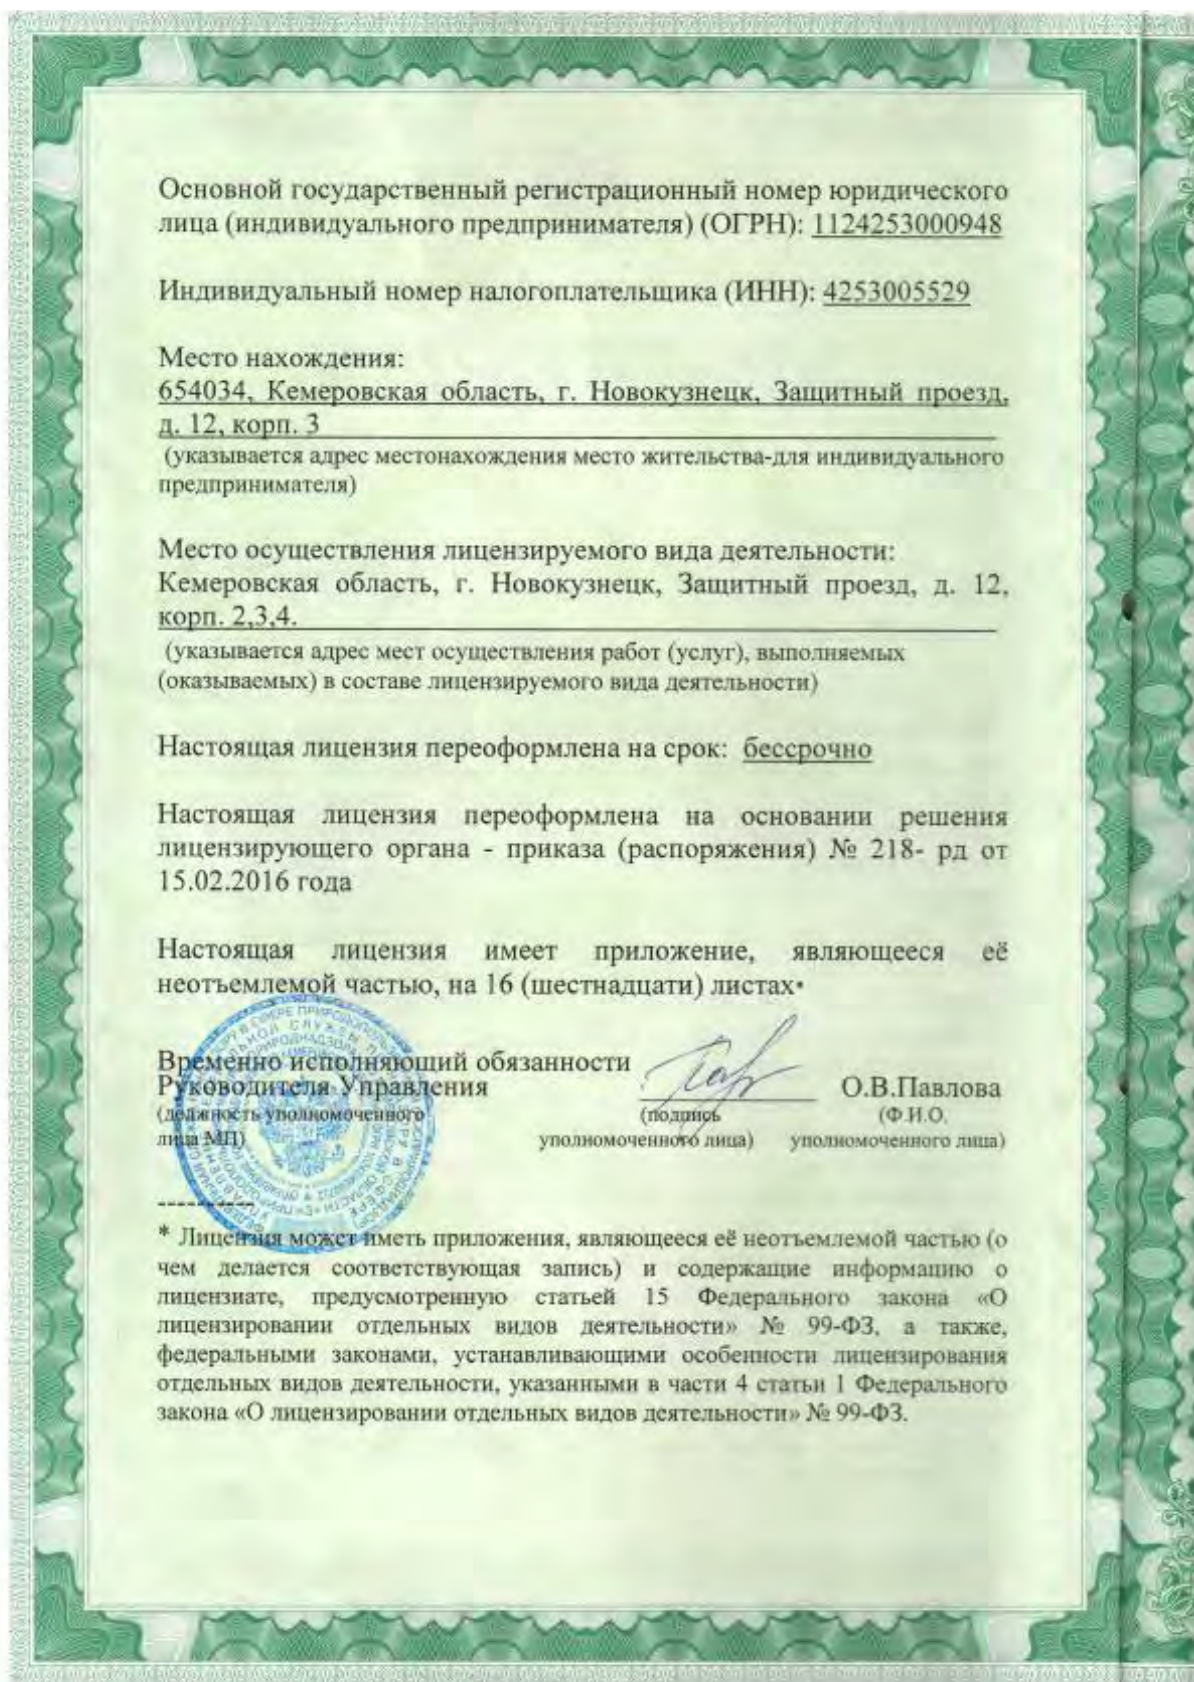 Основной государственный регистрационный номер юридического
лица (индивидуального предпринимателя) (ОГРН): 1124253000948
Индивидуальный номер налогоплательщика (ИНН): 4253005529
Место нахождения:
654034, Кемеровская область, г. Новокузнецк, Защитный проезд,
д. 12, корп. 3
(указывается адрес местонахождения место жительства-для индивидуального
предпринимателя)
Место осуществления лицензируемого вида деятельности:
Кемеровская область, г. Новокузнецк, Защитный проезд, д. 12,
корп. 2,3,4.
(указывается адрес мест осуществления работ (услуг), выполняемых
(оказываемых) в составе лицензируемого вида деятельности)
Настоящая лицензия переоформлена на срок: бессрочно
Настоящая лицензия переоформлена на основании решения
лицензирующего органа - приказа (распоряжения) № 218- рд от
15.02.2016 года
Настоящая лицензия имеет приложение, являющееся её
неотъемлемой частью, на 16 (шестнадцати) листах*
Временно исполняющий обязанности
Руководителя Управления О.В.Павлова
(должность уполномоченного (подпись (Ф.И.О.
лица МП) уполномоченного лица) уполномоченного лица)
----------
* Лицензия может иметь приложения, являющееся её неотъемлемой частью (о
чем делается соответствующая запись) и содержащие информацию о
лицензиате, предусмотренную статьей 15 Федерального закона «О
лицензировании отдельных видов деятельности» № 99-ФЗ, а также,
федеральными законами, устанавливающими особенности лицензирования
отдельных видов деятельности, указанными в части 4 статьи 1 Федерального
закона «О лицензировании отдельных видов деятельности» № 99-ФЗ.